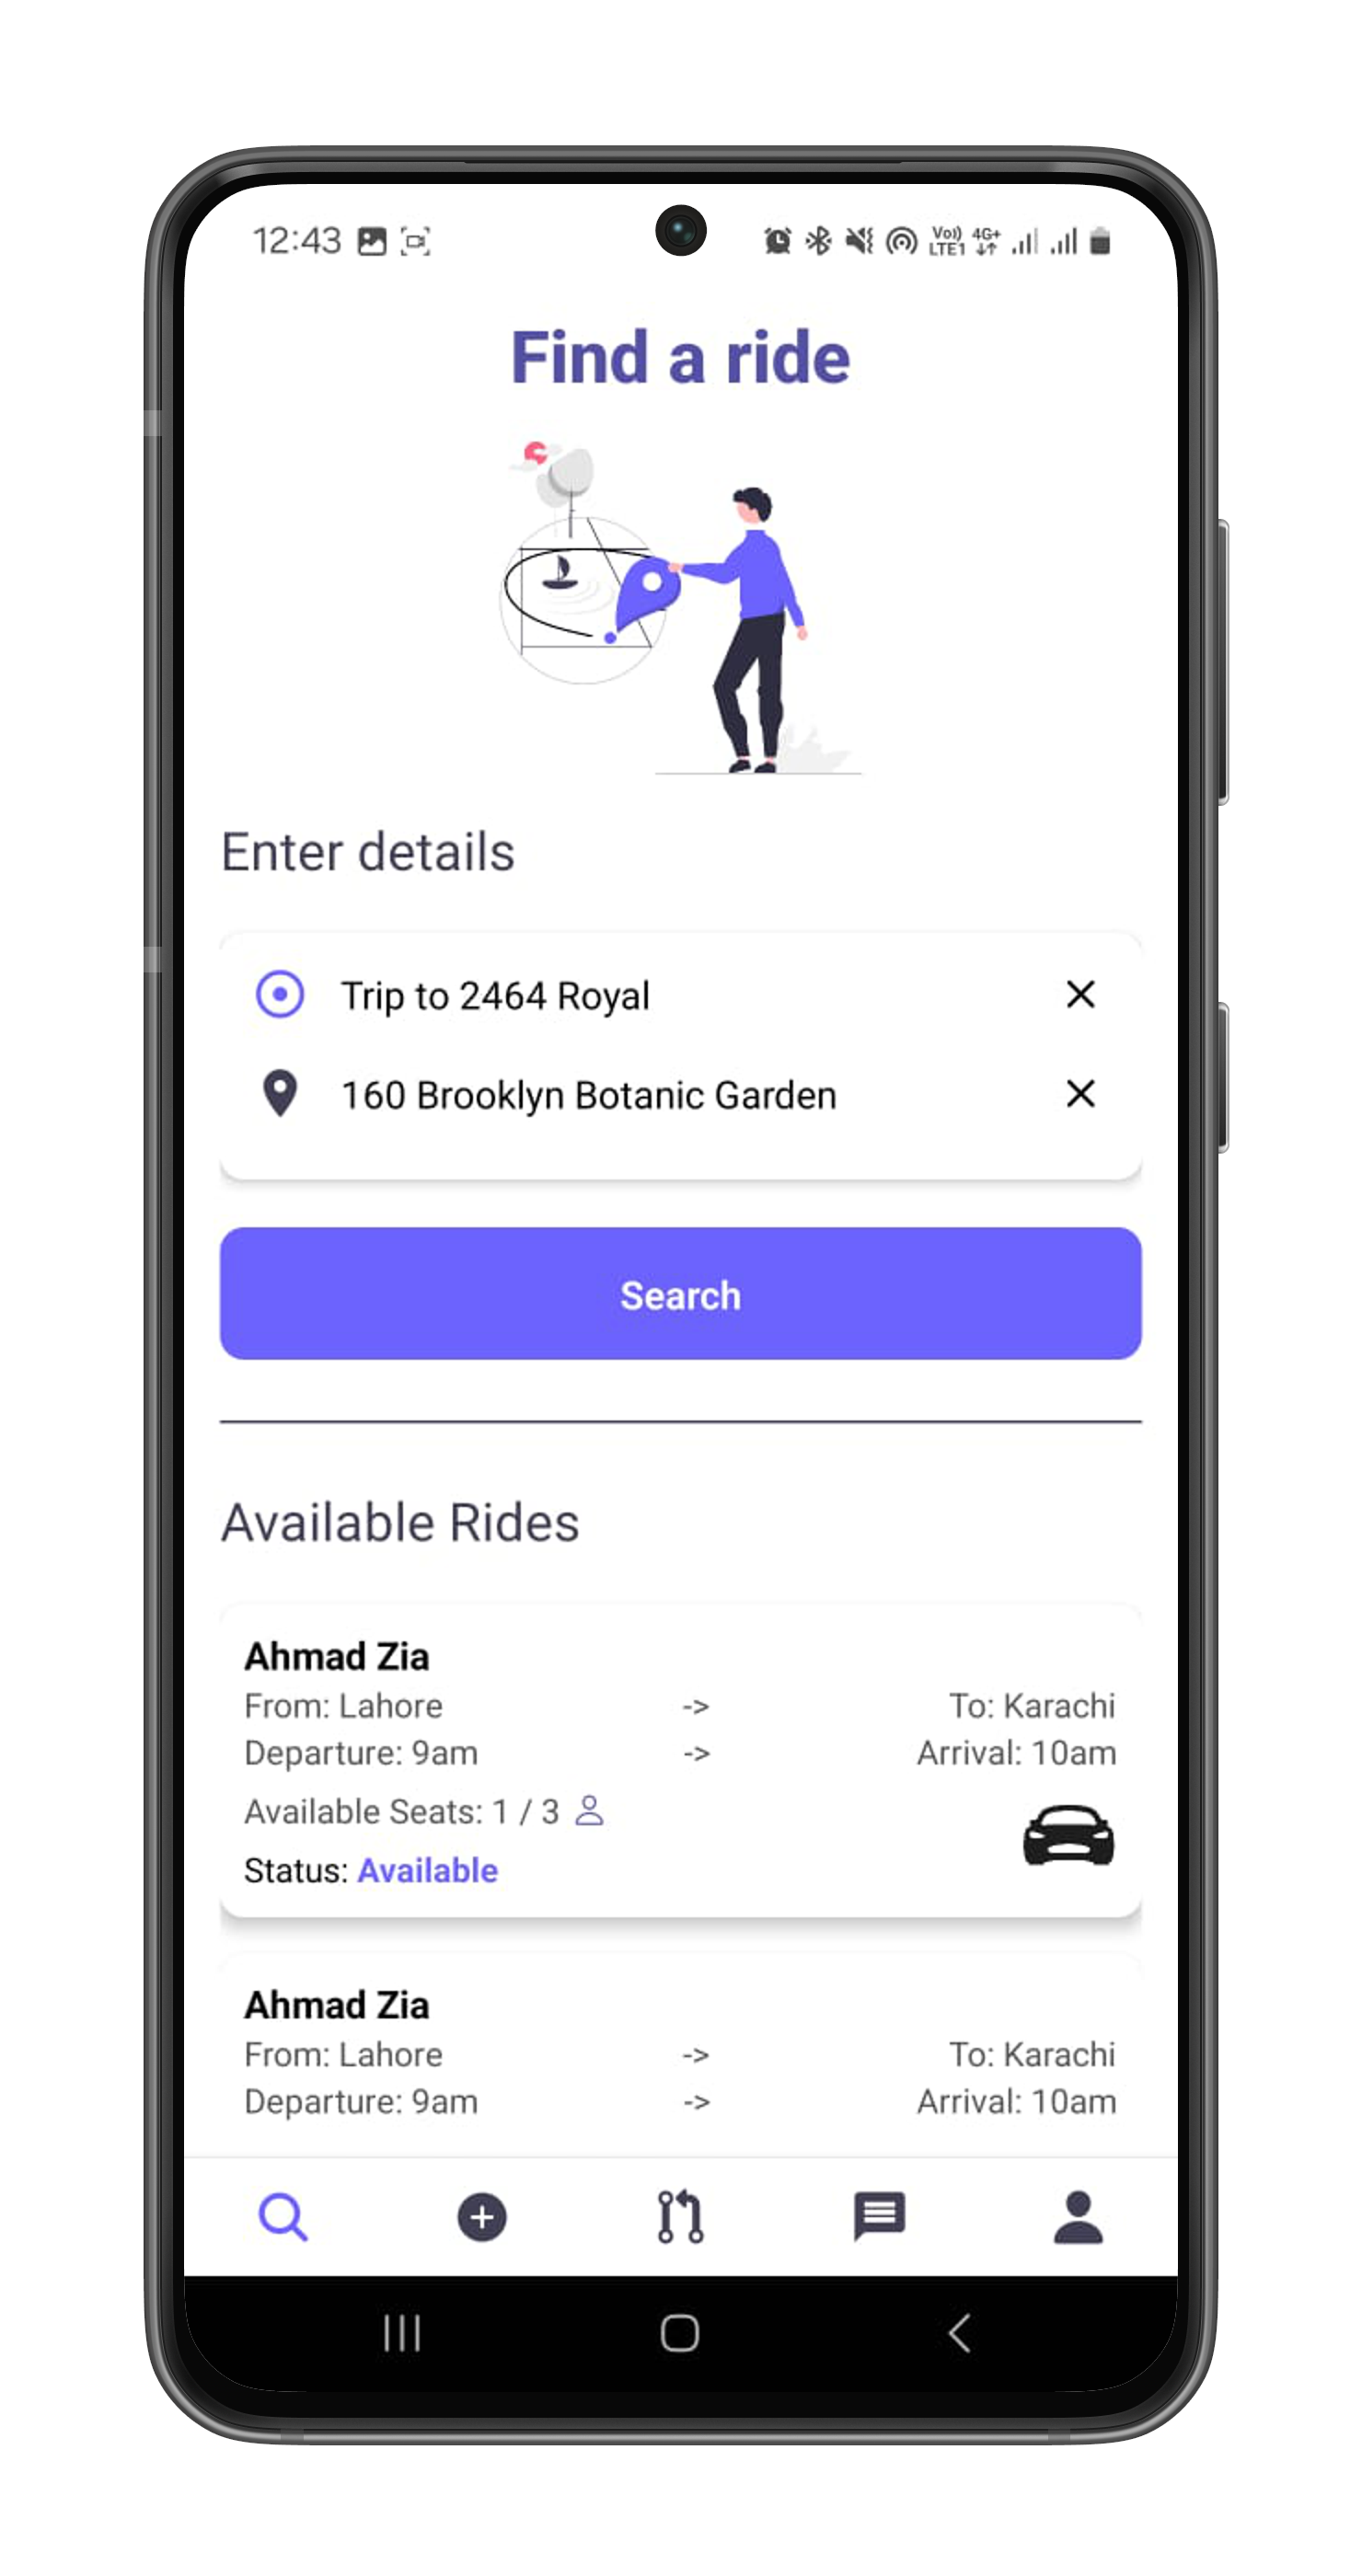 12:43 Vo) 4G+
LTE1
Find a ride
Enter details
Trip to 2464 Royal
160 Brooklyn Botanic Garden
Search
Available Rides
Ahmad Zia
From: Lahore -> To: Karachi
Departure: 9am -> Arrival: 10am
Available Seats: 1 / 3
Status: Available
Ahmad Zia
From: Lahore -> To: Karachi
Departure: 9am -> Arrival: 10am